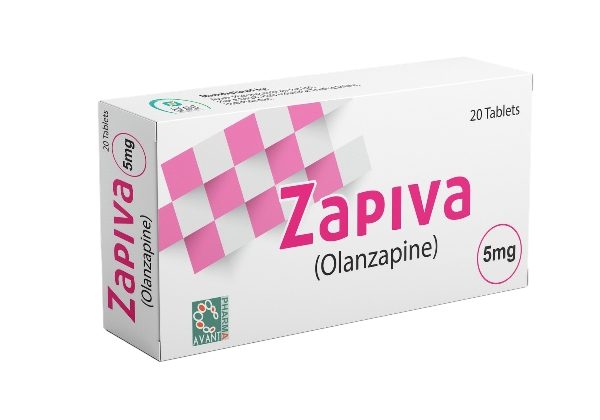 20 Tablets
Zapiva
(Olanzapine)
5mg
AVANT
PHARMA
20 Tablets
Zapiva
5mg
(Olanzapine)